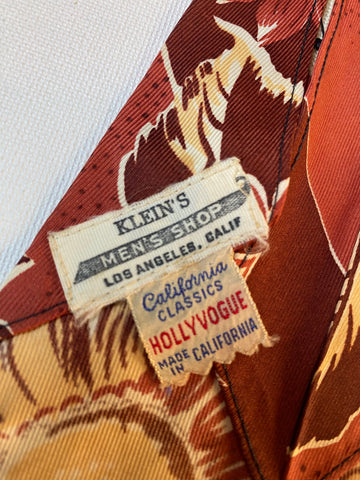 KLEIN'S
MEN'S SHOP
LOS ANGELES, CALIF
California
CLASSICS
HOLLYVOGUE
MADE IN CALIFORNIA